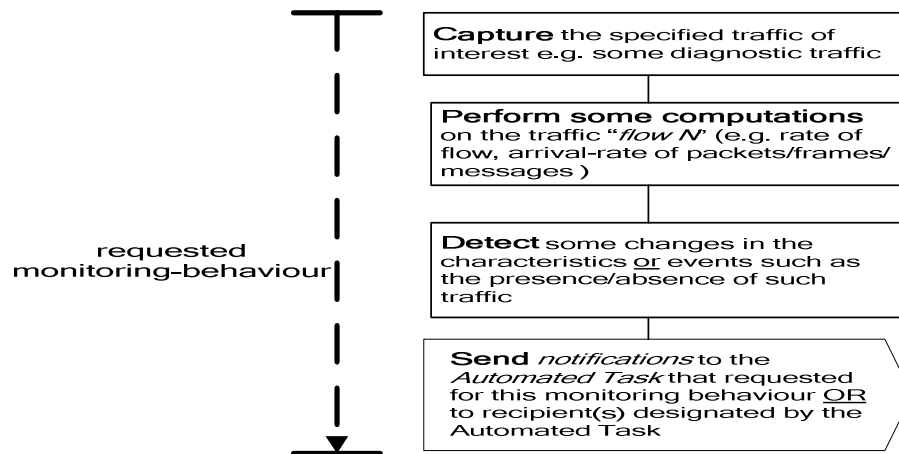 Capture the specified traffic of
interest e.g. some diagnostic traffic
Perform some computations
on the traffic “flow N’ (e.g. rate of
flow, arrival-rate of packets/frames/
messages )
requested
monitoring-behaviour
Detect some changes in the
characteristics or events such as
the presence/absence of such
traffic
Send notifications to the
Automated Task that requested
for this monitoring behaviour OR
to recipient(s) designated by the
Automated Task